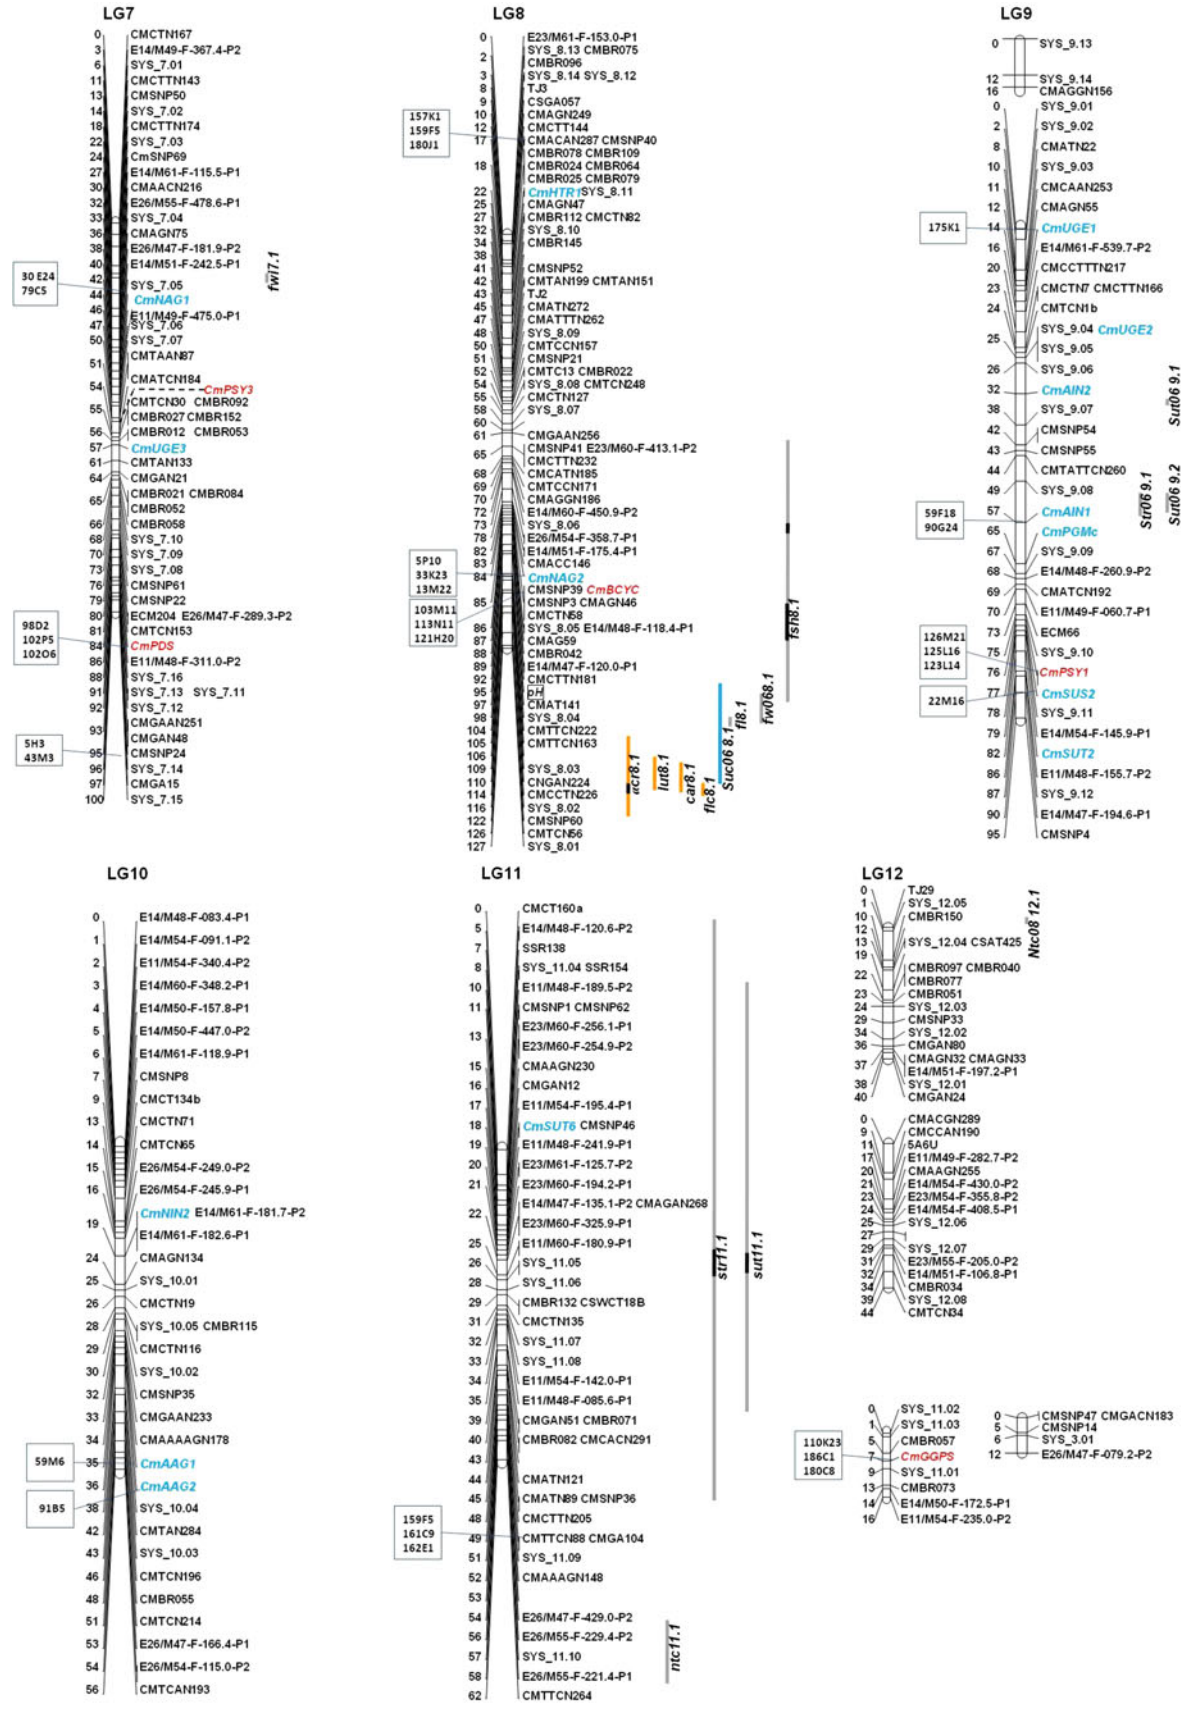 LG7
0 CMCTN167
3 E14/M49-F-367.4-P2
6 SYS_7.01
11 CMCTTN143
13 CMSNP50
14 SYS_7.02
18 CMCTTN174
22 SYS_7.03
24 CmSNP69
27 E14/M61-F-115.5-P1
30 CMAACN216
32 E26/M55-F-478.6-P1
33 SYS_7.04
36 CMAGN75
38 E26/M47-F-181.9-P2
40 E14/M51-F-242.5-P1
42 SYS_7.05
44 CmNAG1
46 E11/M49-F-475.0-P1
47 SYS_7.06
50 SYS_7.07
51 CMTAAN87
54 CMATCN184
CmPSY3
55 CMTCN30 CMBR092
CMBR027 CMBR152
56 CMBR012 CMBR053
57 CmUGE3
61 CMTAN133
64 CMGAN21
65 CMBR021 CMBR084
CMBR052
66 CMBR058
68 SYS_7.10
70 SYS_7.09
73 SYS_7.08
76 CMSNP61
79 CMSNP22
80 ECM204 E26/M47-F-289.3-P2
81 CMTCN153
84 CmPDS
86 E11/M48-F-311.0-P2
88 SYS_7.16
91 SYS_7.13 SYS_7.11
92 SYS_7.12
93 CMGAAN251
CMGAN48
95 CMSNP24
96 SYS_7.14
97 CMGA15
100 SYS_7.15
30 E24
79C5
98D2
102P5
102O6
5H3
43M3
fwi7.1
LG8
0 E23/M61-F-153.0-P1
2 SYS_8.13 CMBR075
CMBR096
3 SYS_8.14 SYS_8.12
8 TJ3
9 CSGA057
10 CMAGN249
12 CMCTT144
17 CMACAN287 CMSNP40
CMBR078 CMBR109
18 CMBR024 CMBR064
CMBR025 CMBR079
22 CmHTR1 SYS_8.11
25 CMAGN47
27 CMBR112 CMCTN82
32 SYS_8.10
34 CMBR145
38
41 CMSNP52
42 CMTAN199 CMTAN151
43 TJ2
45 CMATN272
47 CMATTTN262
48 SYS_8.09
50 CMTCCN157
51 CMSNP21
52 CMTC13 CMBR022
54 SYS_8.08 CMTCN248
55 CMCTN127
58 SYS_8.07
60
61 CMGAAN256
65 CMSNP41 E23/M60-F-413.1-P2
CMCTTN232
68 CMCATN185
69 CMTCCN171
70 CMAGGN186
72 E14/M60-F-450.9-P2
73 SYS_8.06
78 E26/M54-F-358.7-P1
82 E14/M51-F-175.4-P1
83 CMACC146
84 CmNAG2
CMSNP39 CmBCYC
85 CMSNP3 CMAGN46
CMCTN58
86 SYS_8.05 E14/M48-F-118.4-P1
87 CMAG59
88 CMBR042
89 E14/M47-F-120.0-P1
92 CMCTTN181
95 pH
97 CMAT141
98 SYS_8.04
104 CMTTCN222
105 CMTTCN163
106
109 SYS_8.03
110 CNGAN224
114 CMCCTN226
116 SYS_8.02
122 CMSNP60
126 CMTCN56
127 SYS_8.01
157K1
159F5
180J1
5P10
33K23
13M22
103M11
113N11
121H20
acr8.1
lut8.1
car8.1
flc8.1
Suc06 8.1
fl8.1
fw068.1
fsh8.1
LG9
0 SYS_9.13
12 SYS_9.14
16 CMAGGN156
0 SYS_9.01
2 SYS_9.02
8 CMATN22
10 SYS_9.03
11 CMCAAN253
12 CMAGN55
14 CmUGE1
16 E14/M61-F-539.7-P2
20 CMCCTTTN217
23 CMCTN7 CMCTTN166
24 CMTCN1b
25 SYS_9.04 CmUGE2
SYS_9.05
26 SYS_9.06
32 CmAIN2
38 SYS_9.07
42 CMSNP54
43 CMSNP55
44 CMTATTCN260
49 SYS_9.08
57 CmAIN1
65 CmPGMc
67 SYS_9.09
68 E14/M48-F-260.9-P2
69 CMATCN192
70 E11/M49-F-060.7-P1
73 ECM66
75 SYS_9.10
76 CmPSY1
77 CmSUS2
78 SYS_9.11
79 E14/M54-F-145.9-P1
82 CmSUT2
86 E11/M48-F-155.7-P2
87 SYS_9.12
90 E14/M47-F-194.6-P1
95 CMSNP4
175K1
59F18
90G24
126M21
125L16
123L14
22M16
Sut06 9.1
Str06 9.1
Sut06 9.2
LG10
0 E14/M48-F-083.4-P1
1 E14/M54-F-091.1-P2
2 E11/M54-F-340.4-P2
3 E14/M60-F-348.2-P1
4 E14/M50-F-157.8-P1
5 E14/M50-F-447.0-P2
6 E14/M61-F-118.9-P1
7 CMSNP8
9 CMCT134b
13 CMCTN71
14 CMTCN65
15 E26/M54-F-249.0-P2
16 E26/M54-F-245.9-P1
19 CmNIN2 E14/M61-F-181.7-P2
E14/M61-F-182.6-P1
24 CMAGN134
25 SYS_10.01
26 CMCTN19
28 SYS_10.05 CMBR115
29 CMCTN116
30 SYS_10.02
32 CMSNP35
33 CMGAAN233
34 CMAAAAGN178
35 CmAAG1
36 CmAAG2
38 SYS_10.04
42 CMTAN284
43 SYS_10.03
46 CMTCN196
48 CMBR055
51 CMTCN214
53 E26/M47-F-166.4-P1
54 E26/M54-F-115.0-P2
56 CMTCAN193
59M6
91B5
LG11
0 CMCT160a
5 E14/M48-F-120.6-P2
7 SSR138
8 SYS_11.04 SSR154
10 E11/M48-F-189.5-P2
11 CMSNP1 CMSNP62
13 E23/M60-F-256.1-P1
E23/M60-F-254.9-P2
15 CMAAGN230
16 CMGAN12
17 E11/M54-F-195.4-P1
18 CmSUT6 CMSNP46
19 E11/M48-F-241.9-P1
20 E23/M61-F-125.7-P2
21 E23/M60-F-194.2-P1
22 E14/M47-F-135.1-P2 CMAGAN268
E23/M60-F-325.9-P1
25 E11/M60-F-180.9-P1
26 SYS_11.05
28 SYS_11.06
29 CMBR132 CSWCT18B
31 CMCTN135
32 SYS_11.07
33 SYS_11.08
34 E11/M54-F-142.0-P1
35 E11/M48-F-085.6-P1
39 CMGAN51 CMBR071
40 CMBR082 CMCACN291
43
44 CMATN121
45 CMATN89 CMSNP36
48 CMCTTN205
49 CMTTCN88 CMGA104
51 SYS_11.09
52 CMAAAGN148
53
54 E26/M47-F-429.0-P2
56 E26/M55-F-229.4-P2
57 SYS_11.10
58 E26/M55-F-221.4-P1
62 CMTTCN264
159F5
161C9
162E1
str11.1
sut11.1
ntc11.1
LG12
0 TJ29
1 SYS_12.05
10 CMBR150
12
13 SYS_12.04 CSAT425
19
22 CMBR097 CMBR040
CMBR077
23 CMBR051
24 SYS_12.03
29 CMSNP33
34 SYS_12.02
36 CMGAN80
37 CMAGN32 CMAGN33
E14/M51-F-197.2-P1
38 SYS_12.01
40 CMGAN24
Ntc08 12.1
0 CMACGN289
9 CMCCAN190
11 5A6U
17 E11/M49-F-282.7-P2
20 CMAAGN255
21 E14/M54-F-430.0-P2
23 E23/M54-F-355.8-P2
24 E14/M54-F-408.5-P1
25 SYS_12.06
27
29 SYS_12.07
31 E23/M55-F-205.0-P2
32 E14/M51-F-106.8-P1
34 CMBR034
39 SYS_12.08
44 CMTCN34
0 SYS_11.02
1 SYS_11.03
5 CMBR057
7 CmGGPS
9 SYS_11.01
13 CMBR073
14 E14/M50-F-172.5-P1
16 E11/M54-F-235.0-P2
110K23
186C1
180C8
0 CMSNP47 CMGACN183
5 CMSNP14
6 SYS_3.01
12 E26/M47-F-079.2-P2